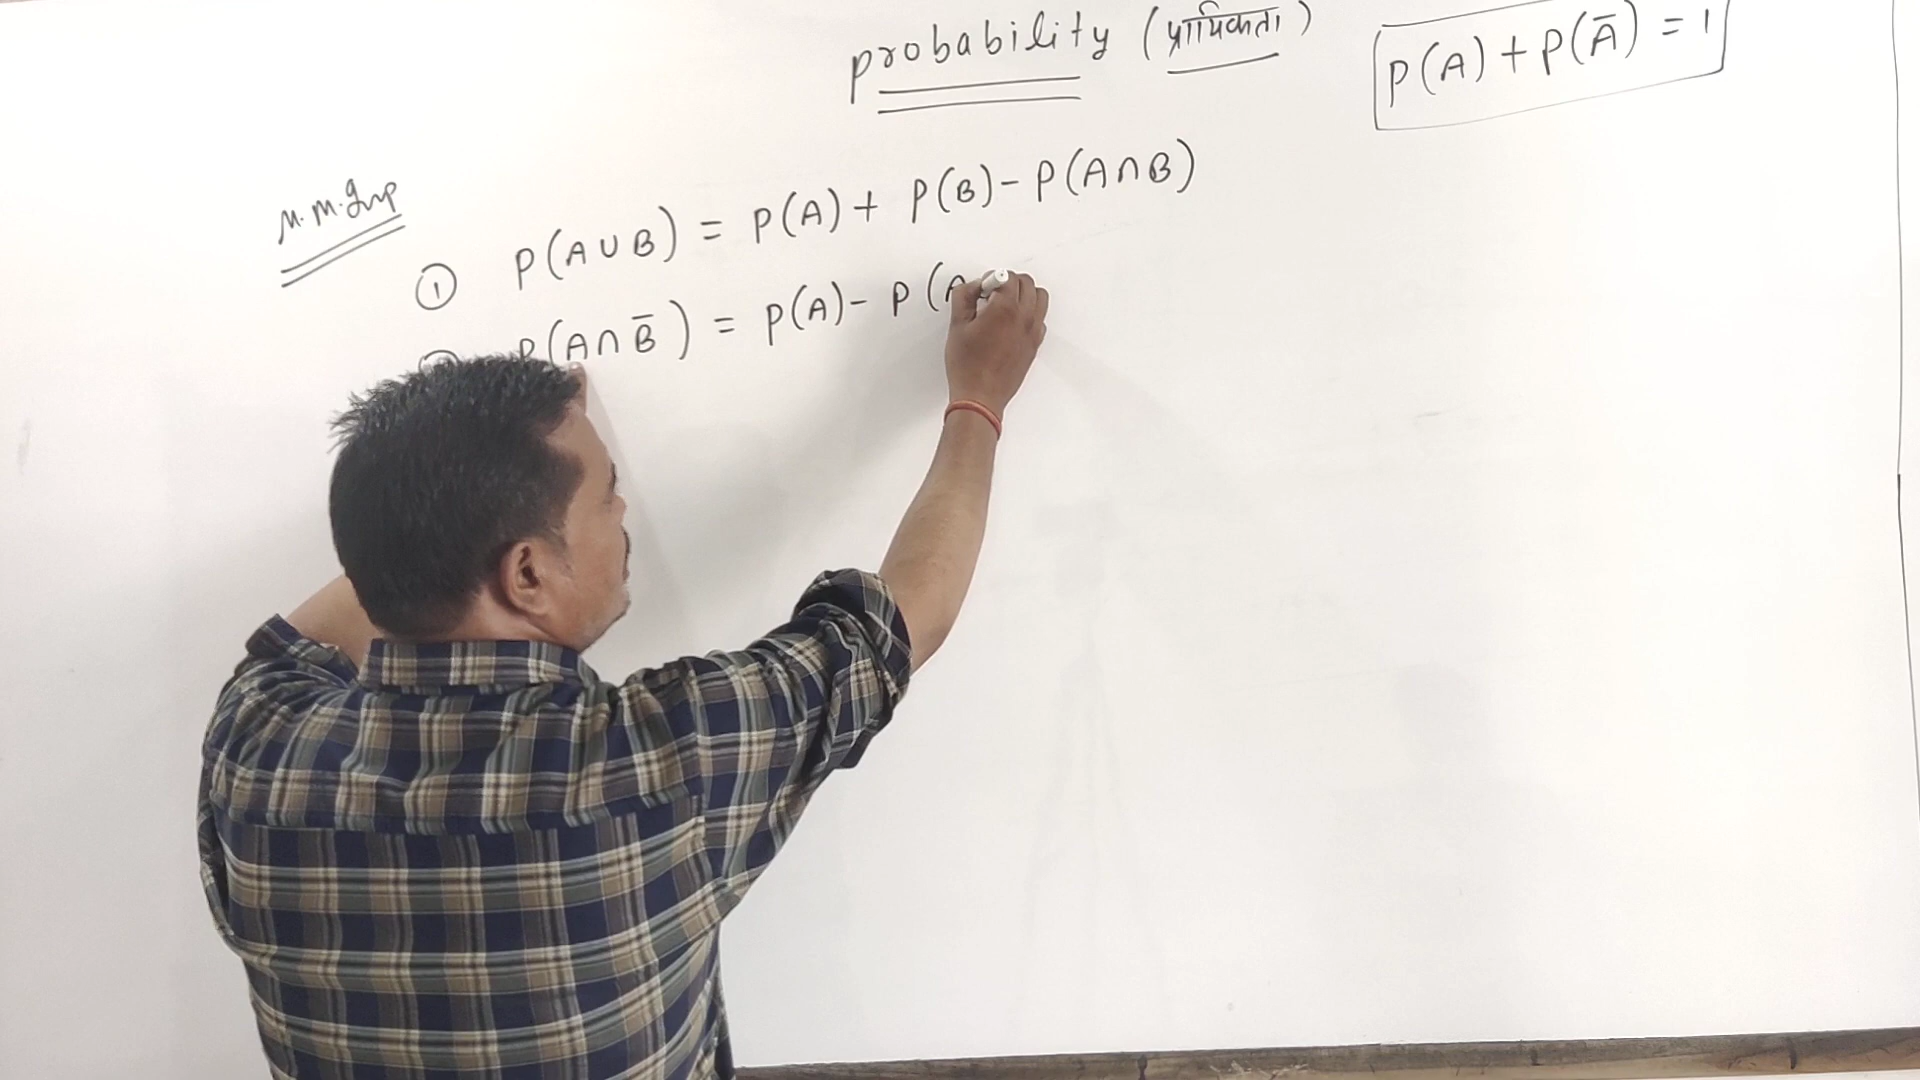 probability (प्रायिकता)
P(A) + P(Ā) = 1
M.M.Imp
① P(A∪B) = P(A) + P(B) - P(A∩B)
P(A∩B̄) = P(A) - P(A